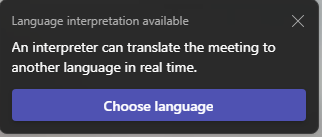 Language interpretation available
An interpreter can translate the meeting to
another language in real time.
Choose language